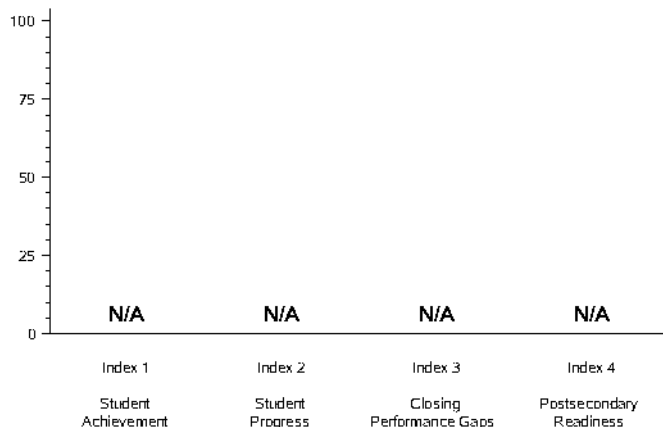 100
75
50
25
0
N/A N/A N/A N/A
Index 1 Index 2 Index 3 Index 4
Student Student Closing Postsecondary
Achievement Progress Performance Gaps Readiness